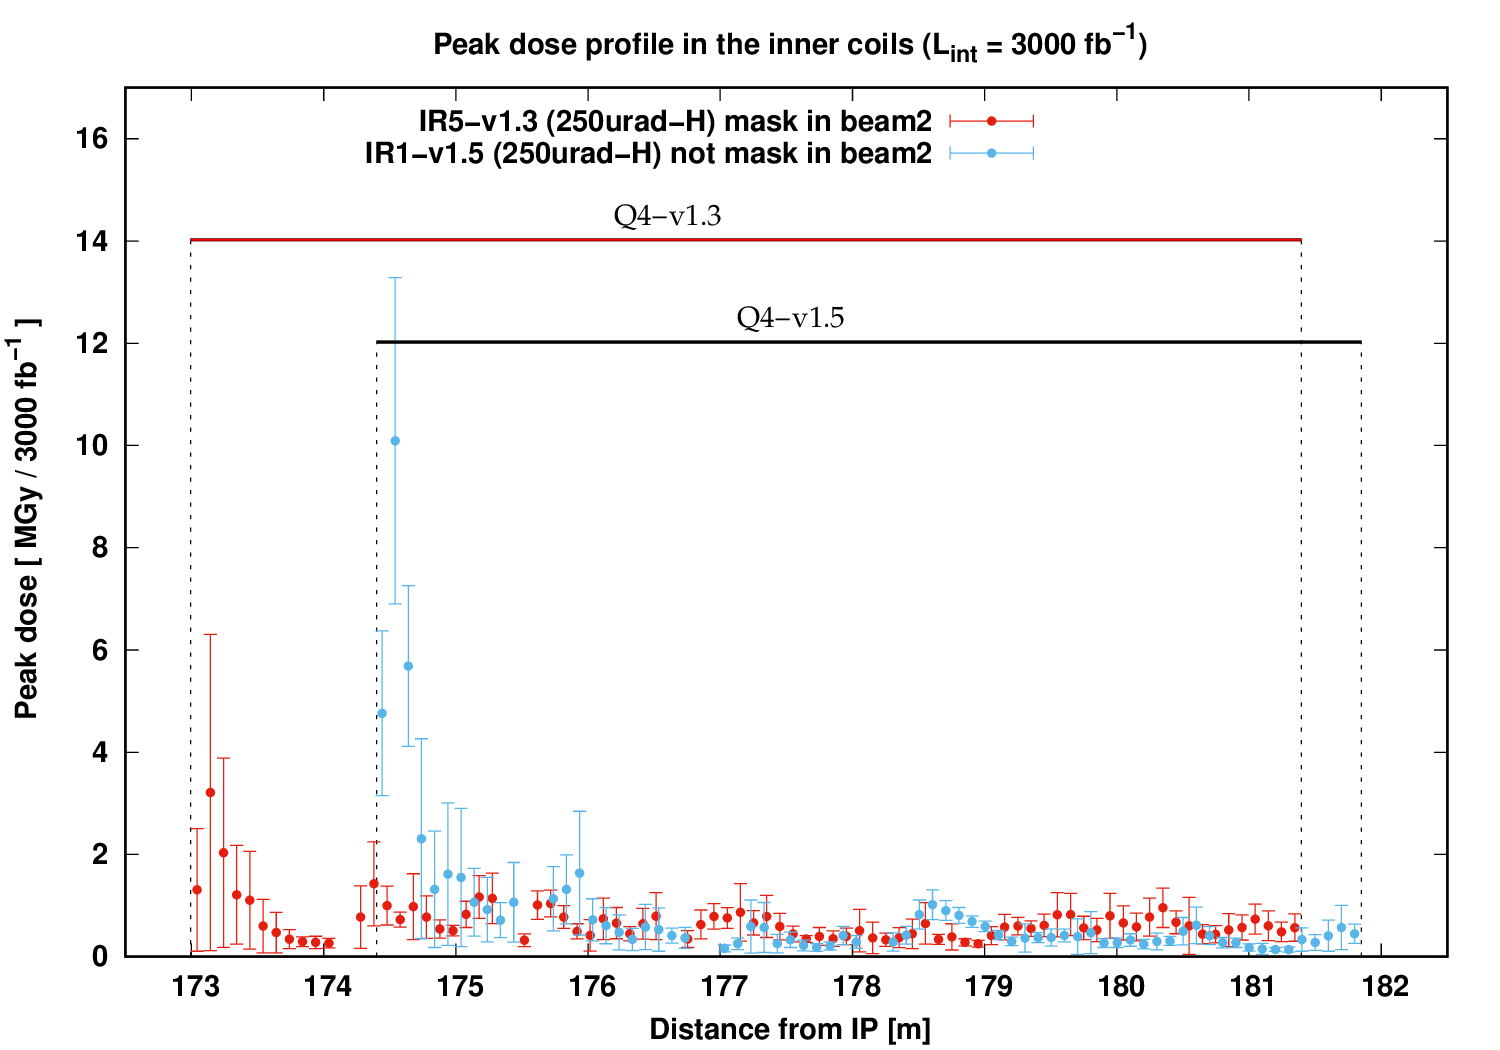 Peak dose profile in the inner coils (L_int = 3000 fb⁻¹)
IR5−v1.3 (250urad−H) mask in beam2
IR1−v1.5 (250urad−H) not mask in beam2
Q4−v1.3
Q4−v1.5
Peak dose [ MGy / 3000 fb⁻¹ ]
16
14
12
10
8
6
4
2
0
173 174 175 176 177 178 179 180 181 182
Distance from IP [m]